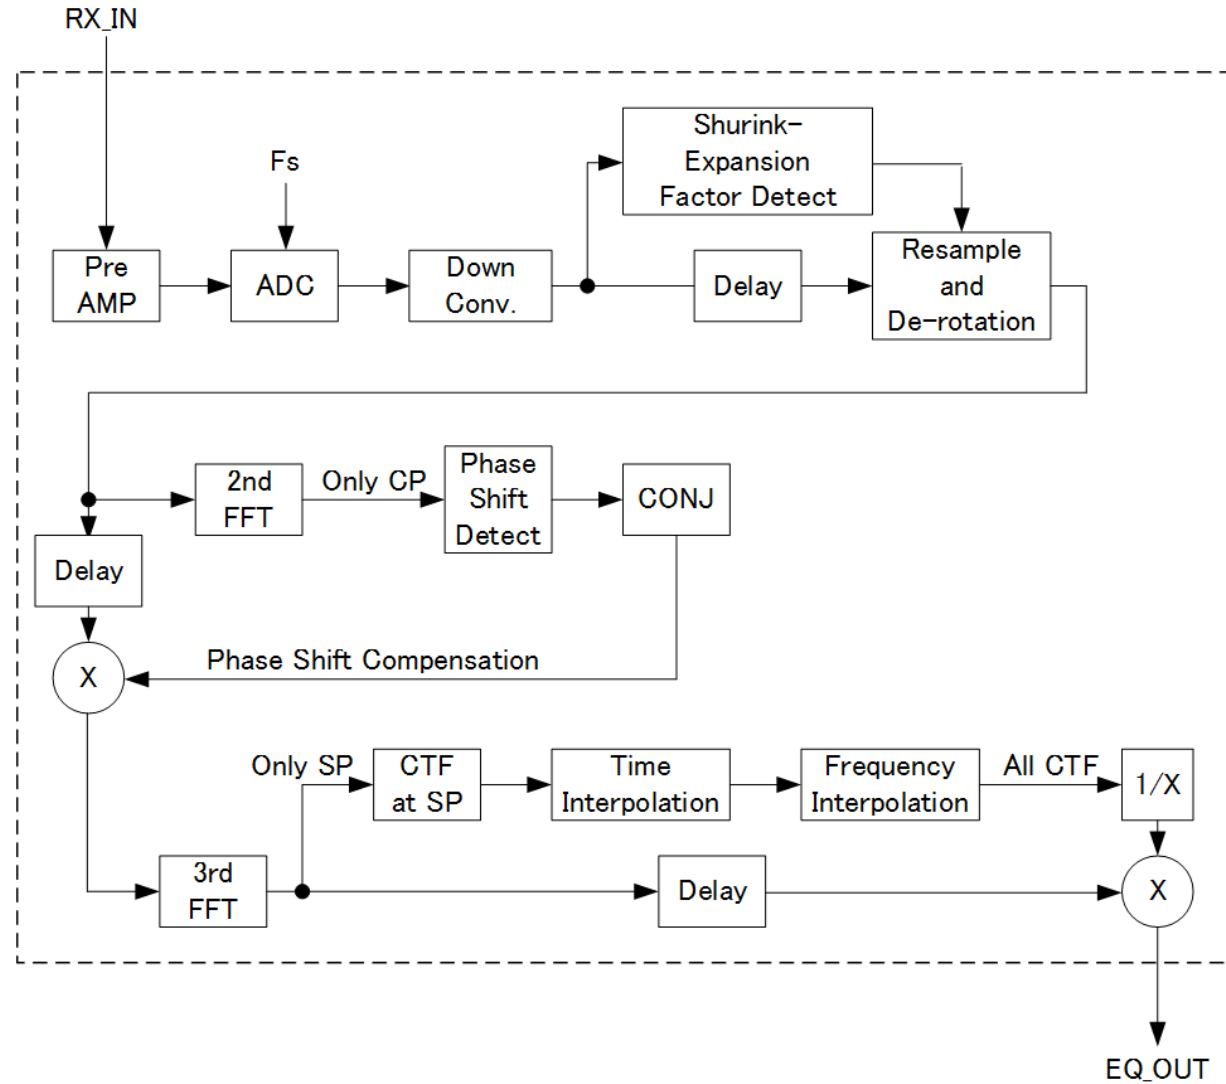 RX_IN
Shurink-
Expansion
Factor Detect
Fs
Pre
AMP
ADC
Down
Conv.
Delay
Resample
and
De-rotation
2nd
FFT
Only CP
Phase
Shift
Detect
CONJ
Delay
X
Phase Shift Compensation
Only SP
CTF
at SP
Time
Interpolation
Frequency
Interpolation
All CTF
1/X
3rd
FFT
Delay
X
EQ_OUT